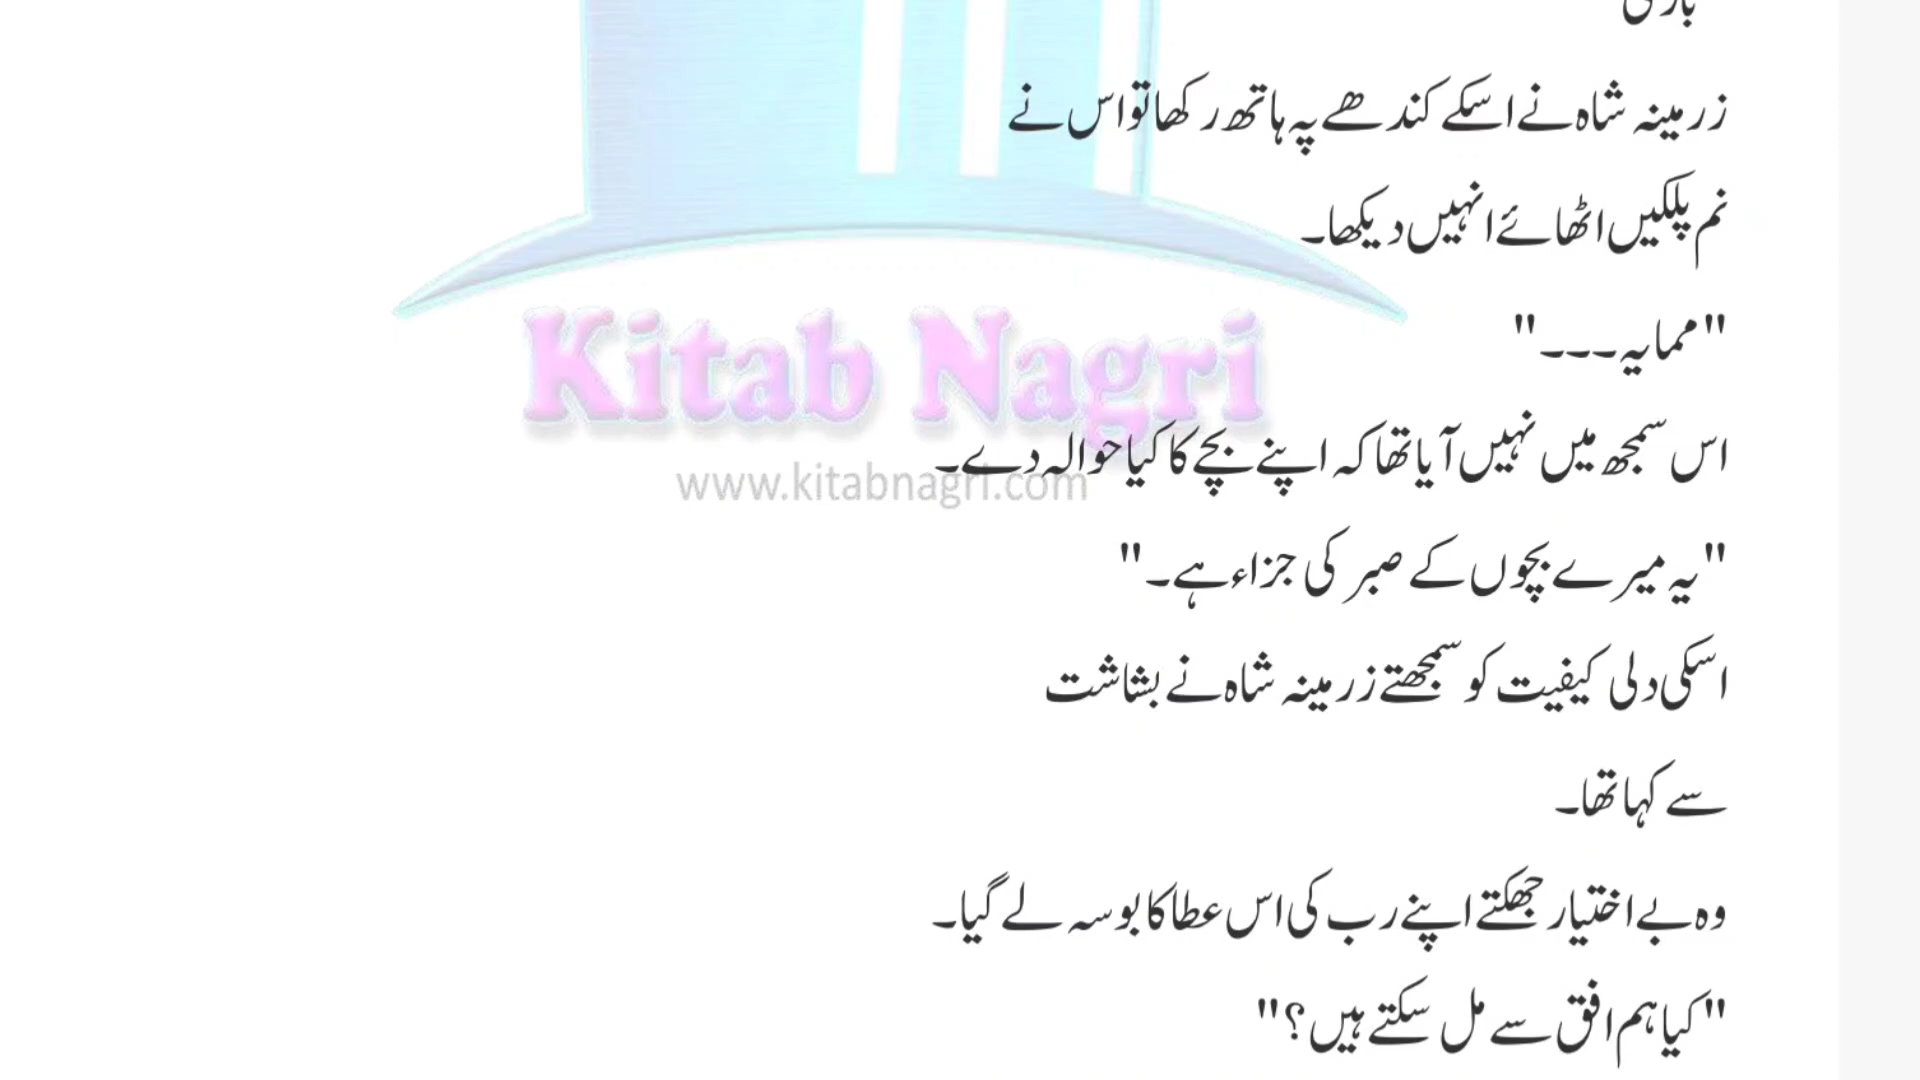 زرمینہ شاہ نے اسکے کندھے پہ ہاتھ رکھا تو اس نے
نم پلکیں اٹھائے انہیں دیکھا۔
"مما یہ۔۔۔"
Kitab Nagri
اس سمجھ میں نہیں آیا تھا کہ اپنے بچے کا کیا حوالہ دے۔
www.kitabnagri.com
"یہ میرے بچوں کے صبر کی جزاء ہے۔"
اسکی دلی کیفیت کو سمجھتے زرمینہ شاہ نے بشاشت
سے کہا تھا۔
وہ بے اختیار جھکتے اپنے رب کی اس عطا کا بوسہ لے گیا۔
"کیا ہم افق سے مل سکتے ہیں؟"